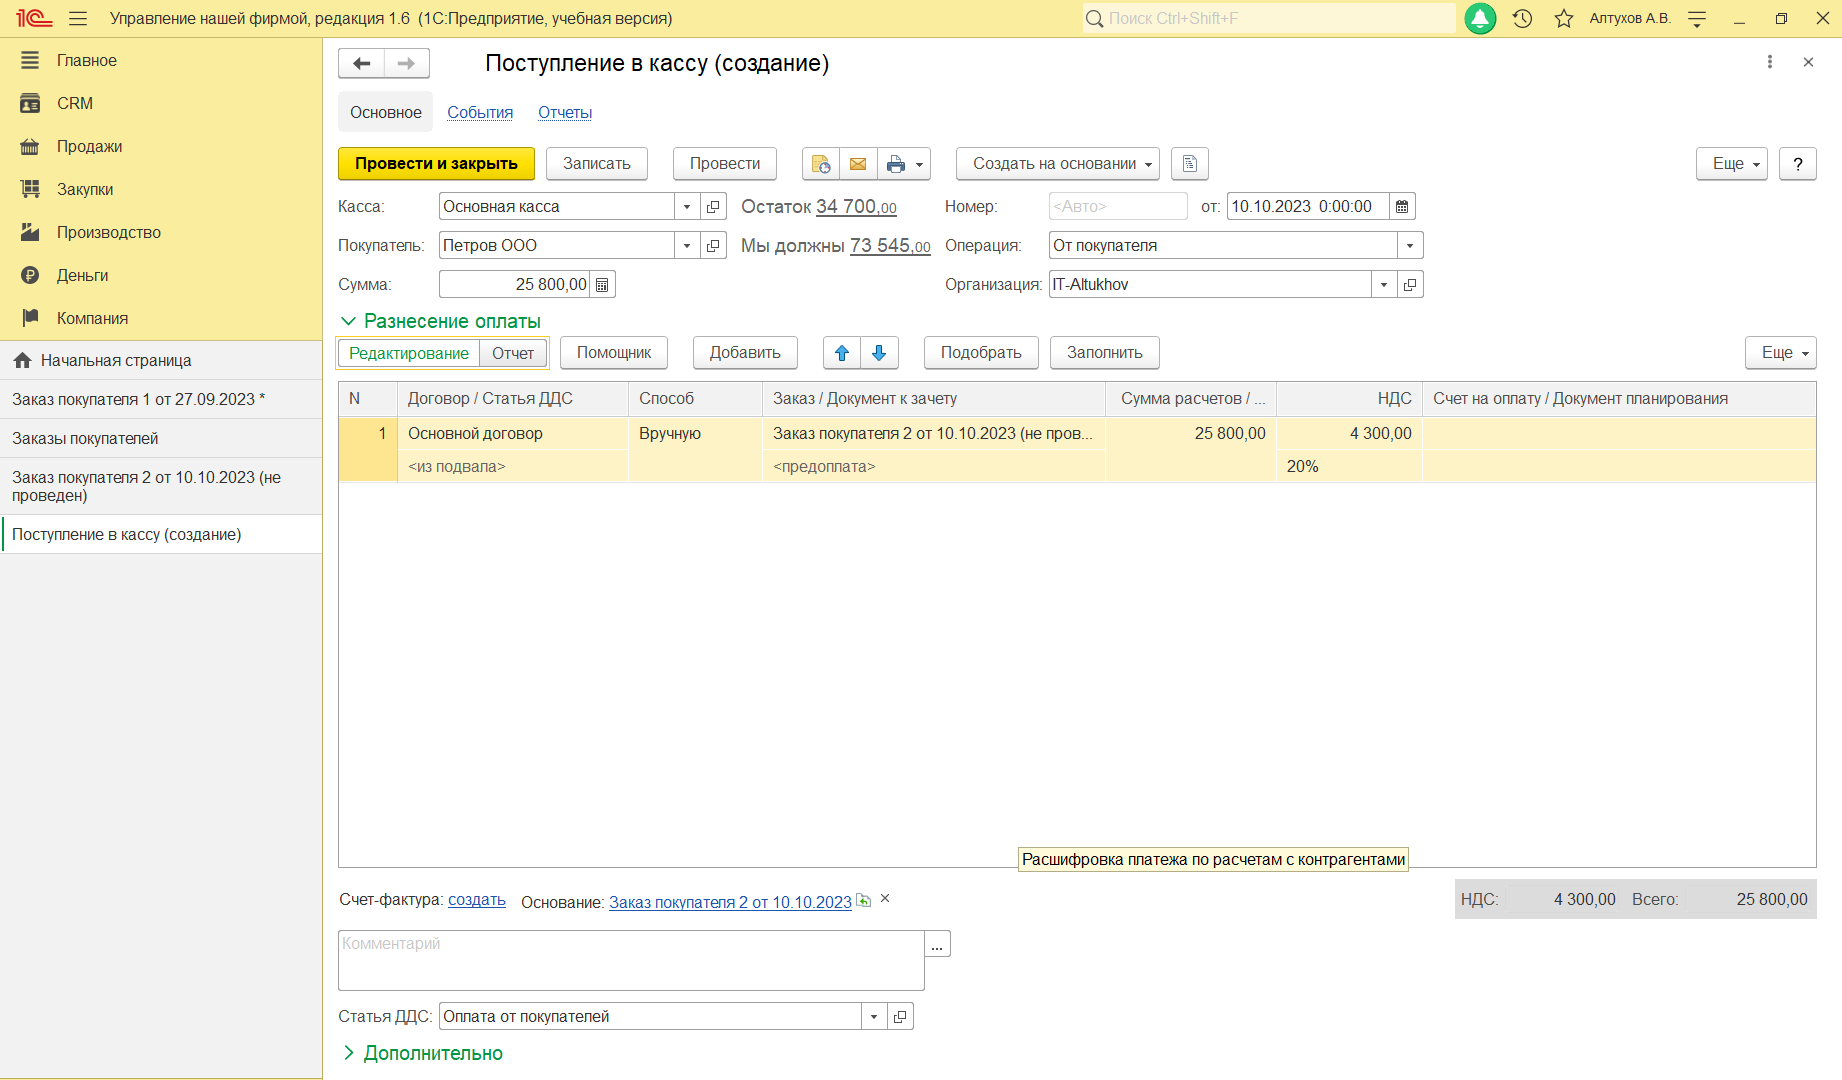 Управление нашей фирмой, редакция 1.6 (1С:Предприятие, учебная версия)
Поиск Ctrl+Shift+F
Алтухов А.В.
Главное
CRM
Продажи
Закупки
Производство
Деньги
Компания
Начальная страница
Заказ покупателя 1 от 27.09.2023 *
Заказы покупателей
Заказ покупателя 2 от 10.10.2023 (не
проведен)
Поступление в кассу (создание)
Поступление в кассу (создание)
Основное События Отчеты
Провести и закрыть Записать Провести Создать на основании Еще ?
Касса: Основная касса Остаток 34 700,00 Номер: <Авто> от: 10.10.2023 0:00:00
Покупатель: Петров ООО Мы должны 73 545,00 Операция: От покупателя
Сумма: 25 800,00 Организация: IT-Altukhov
Разнесение оплаты
Редактирование Отчет Помощник Добавить Подобрать Заполнить Еще
N Договор / Статья ДДС Способ Заказ / Документ к зачету Сумма расчетов / ... НДС Счет на оплату / Документ планирования
1 Основной договор Вручную Заказ покупателя 2 от 10.10.2023 (не пров... 25 800,00 4 300,00
<из подвала> <предоплата> 20%
Расшифровка платежа по расчетам с контрагентами
Счет-фактура: создать Основание: Заказ покупателя 2 от 10.10.2023 НДС: 4 300,00 Всего: 25 800,00
Комментарий ...
Статья ДДС: Оплата от покупателей
Дополнительно